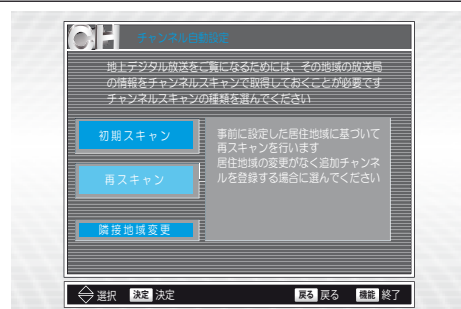 CH チャンネル自動設定
地上デジタル放送をご覧になるためには、その地域の放送局
の情報をチャンネルスキャンで取得しておくことが必要です
チャンネルスキャンの種類を選んでください
初期スキャン
再スキャン
隣接地域変更
事前に設定した居住地域に基づいて
再スキャンを行います
居住地域の変更がなく追加チャンネ
ルを登録する場合に選んでください
選択 決定 決定 戻る 戻る 機能 終了